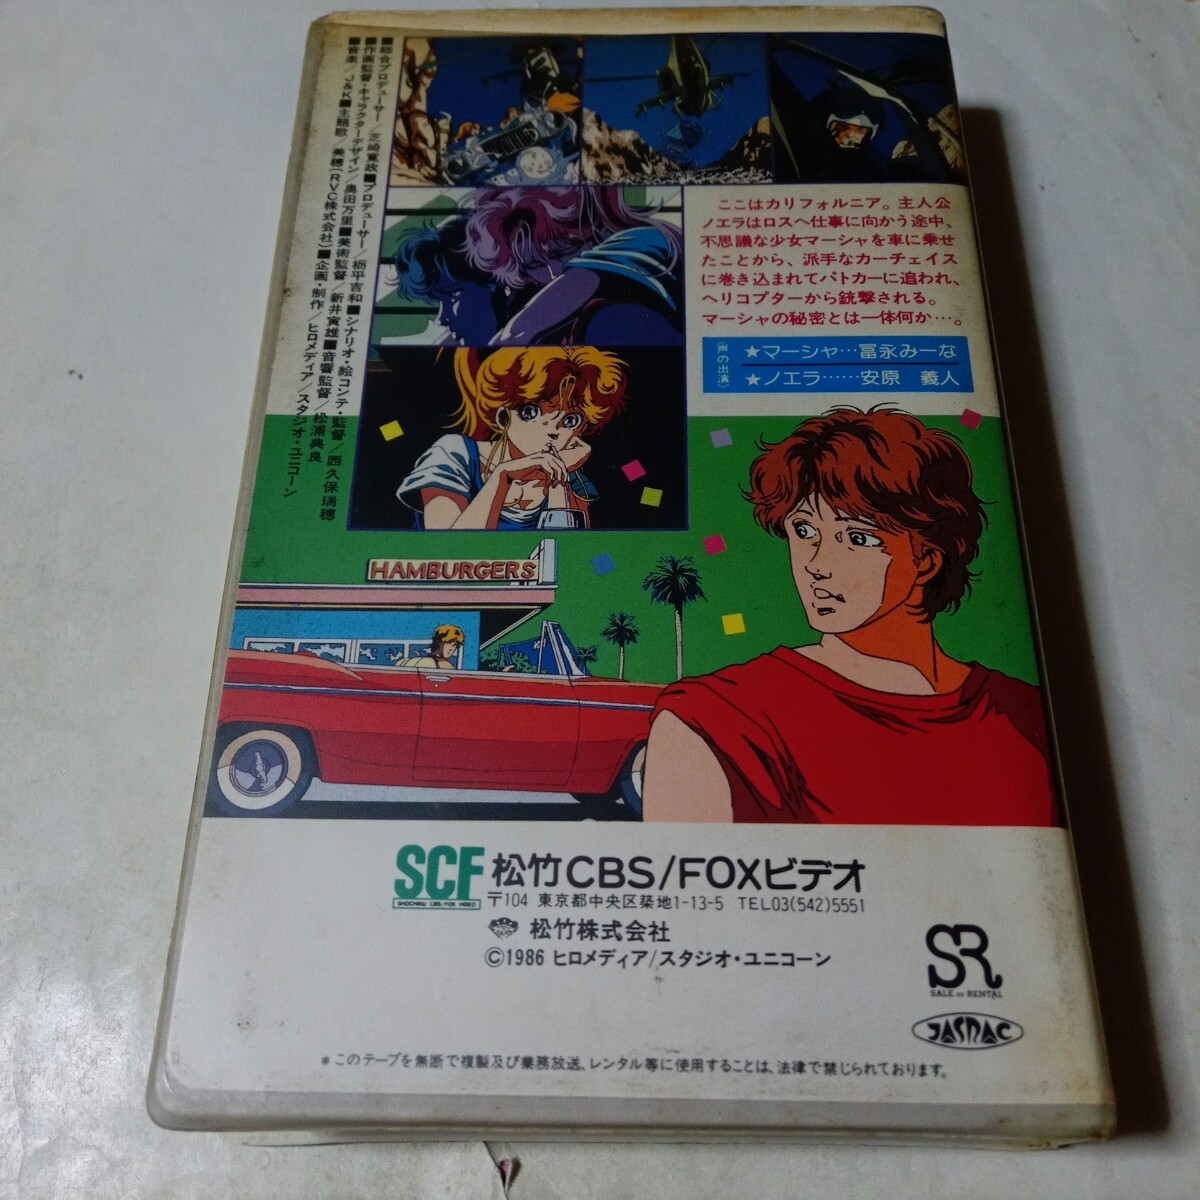 ■総合プロデューサー/芝崎寛政■プロデューサー/栃平吉和■シナリオ・絵コンテ・監督/西久保瑞穂
■作画監督・キャラクターデザイン/奥田万里■美術監督/新井寅雄■音響監督/松浦典良
■音楽/J&K■主題歌/美穂(RVC株式会社)■企画・制作/ヒロメディア/スタジオ・ユニコーン
ここはカリフォルニア。主人公
ノエラはロスへ仕事に向かう途中、
不思議な少女マーシャを車に乗せ
たことから、派手なカーチェイス
に巻き込まれてパトカーに追われ、
ヘリコプターから銃撃される。
マーシャの秘密とは一体何か…。
〈声の出演〉
★マーシャ…冨永みーな
★ノエラ……安原 義人
HAMBURGERS
SCF 松竹CBS/FOXビデオ
SHOCHIKU CBS/FOX VIDEO
〒104 東京都中央区築地1-13-5 TEL03(542)5551
松竹株式会社
©1986 ヒロメディア/スタジオ・ユニコーン
SR
SALE or RENTAL
JASRAC
*このテープを無断で複製及び業務放送、レンタル等に使用することは、法律で禁じられております。